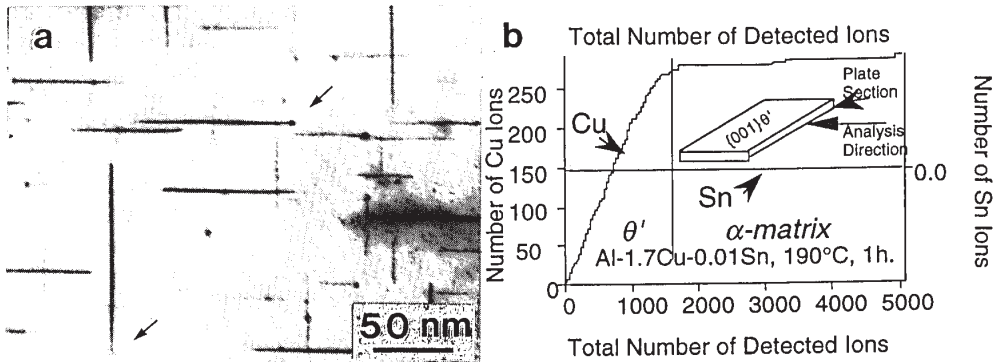 a
50 nm
b
Total Number of Detected Ions
Number of Cu Ions
250
200
150
100
50
0
Cu
Sn
Plate
Section
{001}θ'
Analysis
Direction
0.0
Number of Sn Ions
θ'
α-matrix
Al-1.7Cu-0.01Sn, 190°C, 1h.
0 1000 2000 3000 4000 5000
Total Number of Detected Ions